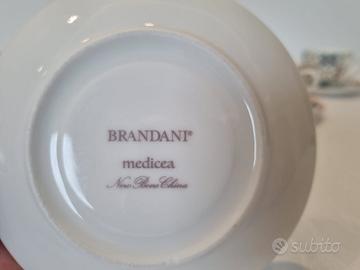 BRANDANI®
medicea
New Bone China
subito